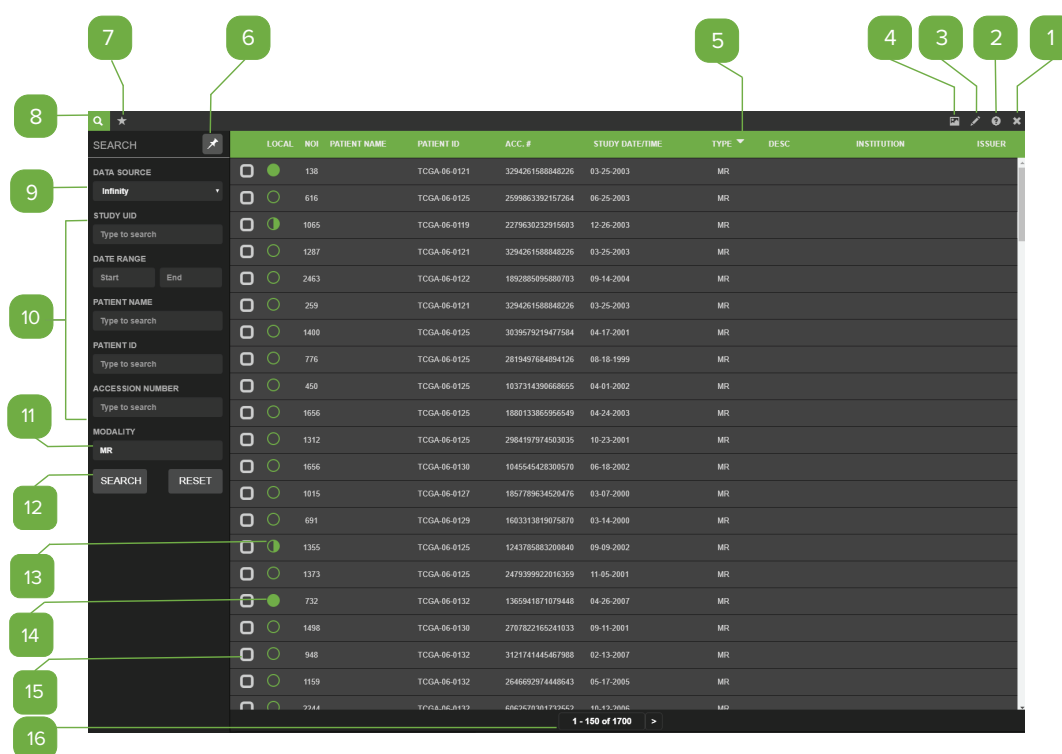 7 6 5 4 3 2 1
8
SEARCH LOCAL NOI PATIENT NAME PATIENT ID ACC. # STUDY DATE/TIME TYPE DESC INSTITUTION ISSUER
DATA SOURCE
138 TCGA-06-0121 3294261588848226 03-25-2003 MR
9 Infinity
616 TCGA-06-0125 2599863392157264 06-25-2003 MR
STUDY UID
Type to search
1065 TCGA-06-0119 2279630232915603 12-26-2003 MR
DATE RANGE
1287 TCGA-06-0121 3294261588848226 03-25-2003 MR
Start End
2463 TCGA-06-0122 1892885095880703 09-14-2004 MR
PATIENT NAME
259 TCGA-06-0121 3294261588848226 03-25-2003 MR
10 Type to search
1400 TCGA-06-0125 3039579219477584 04-17-2001 MR
PATIENT ID
776 TCGA-06-0125 2819497684894126 08-18-1999 MR
Type to search
ACCESSION NUMBER
450 TCGA-06-0125 1037314390668655 04-01-2002 MR
Type to search
1656 TCGA-06-0125 1880133865956549 04-24-2003 MR
11
MODALITY
1312 TCGA-06-0125 2984197974503035 10-23-2001 MR
MR
1656 TCGA-06-0130 1045545428300570 06-18-2002 MR
SEARCH RESET
1015 TCGA-06-0127 1857789634520476 03-07-2000 MR
12
691 TCGA-06-0129 1603313819075870 03-14-2000 MR
1355 TCGA-06-0125 1243785883200840 09-09-2002 MR
13
1373 TCGA-06-0125 2479399922016359 11-05-2001 MR
732 TCGA-06-0132 1365941871079448 04-26-2007 MR
14
1498 TCGA-06-0130 2707822165241033 09-11-2001 MR
948 TCGA-06-0132 3121741445467988 02-13-2007 MR
15
1159 TCGA-06-0132 2646692974448643 05-17-2005 MR
2244 TCGA-06-0132 6062570301732552 10-12-2006 MR
16 1 - 150 of 1700 >